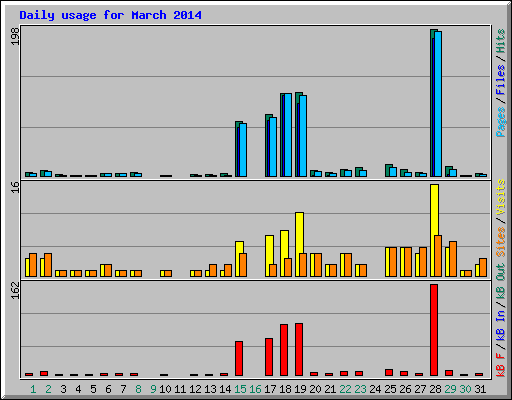 Daily usage for March 2014
198
Pages / Files / Hits
16
Sites / Visits
162
kB F / kB In / kB Out
1 2 3 4 5 6 7 8 9 10 11 12 13 14 15 16 17 18 19 20 21 22 23 24 25 26 27 28 29 30 31